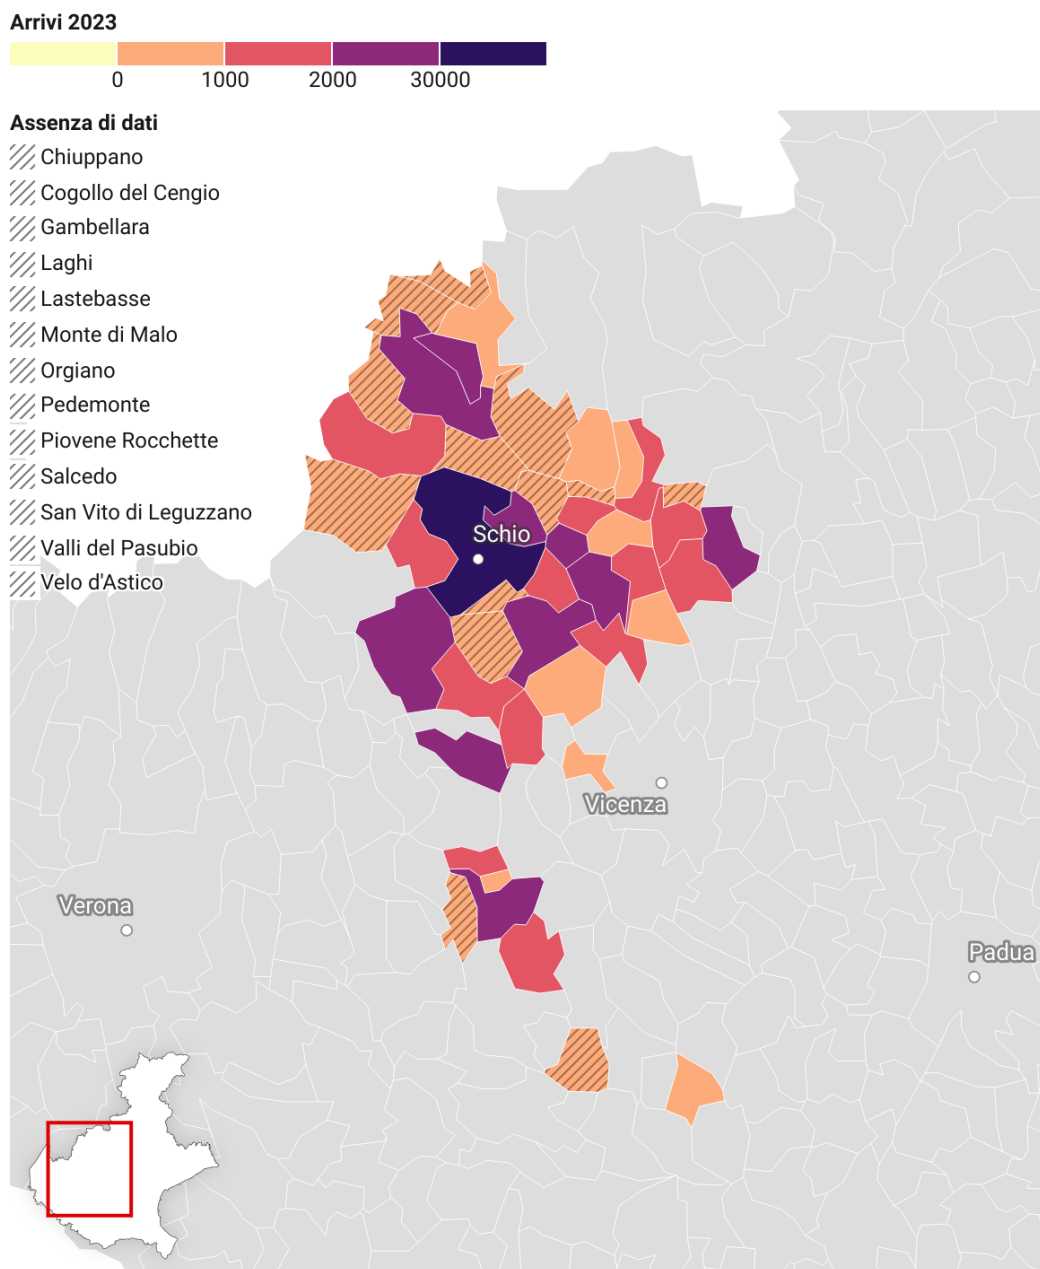 Arrivi 2023
0 1000 2000 30000
Assenza di dati
Chiuppano
Cogollo del Cengio
Gambellara
Laghi
Lastebasse
Monte di Malo
Orgiano
Pedemonte
Piovene Rocchette
Salcedo
San Vito di Leguzzano
Valli del Pasubio
Velo d'Astico
Schio
Vicenza
Verona
Padua